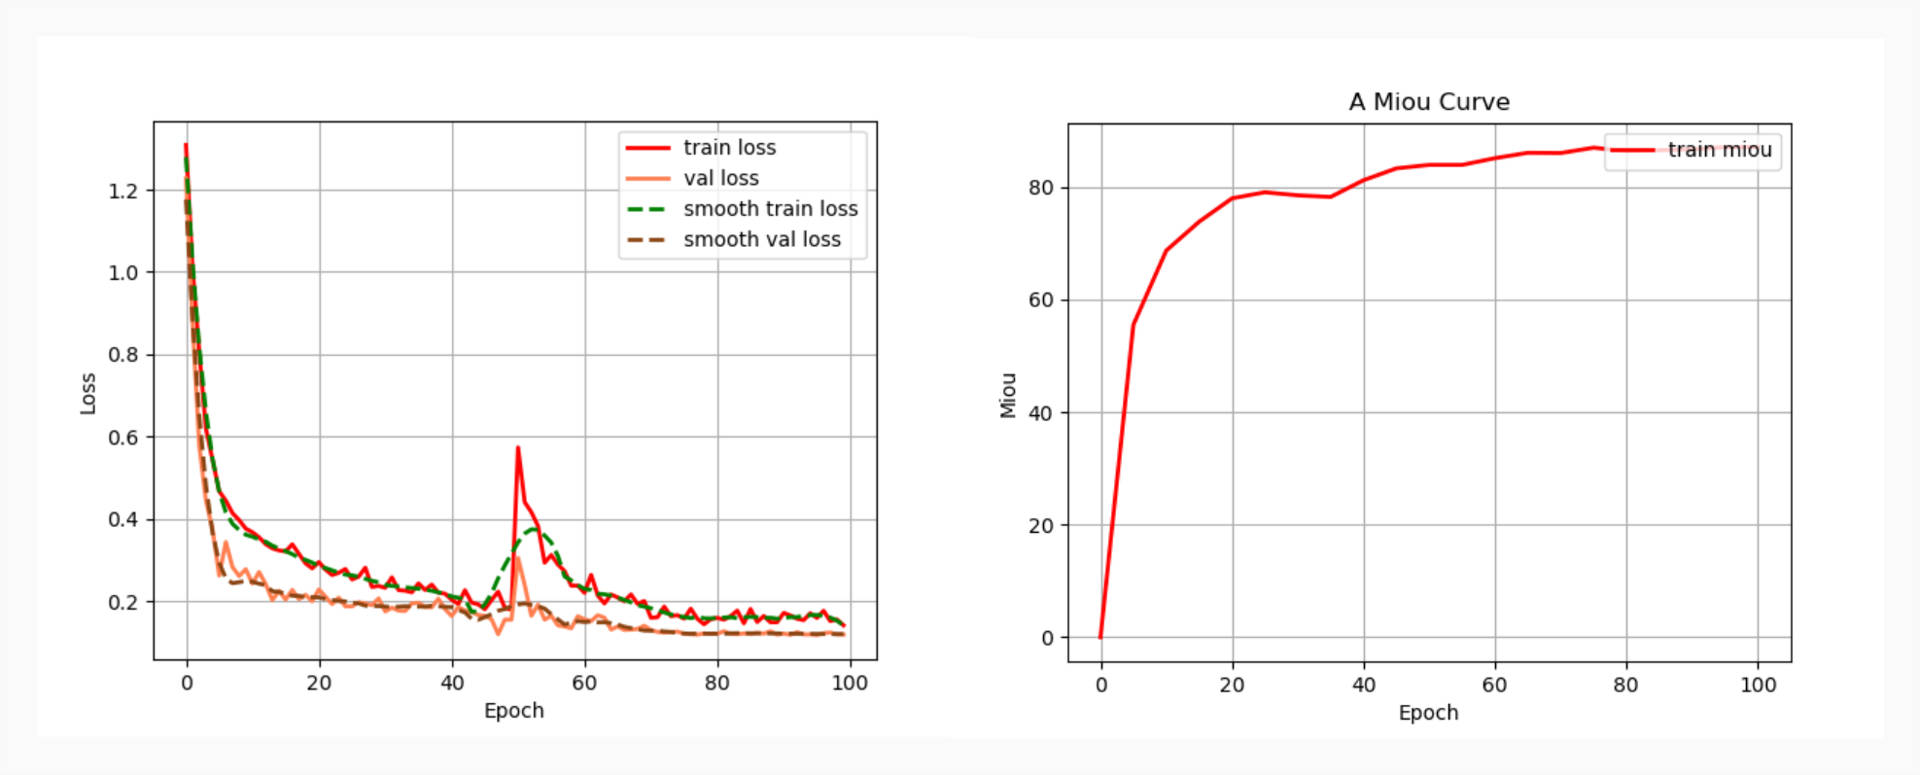 train loss
val loss
smooth train loss
smooth val loss
1.2
1.0
0.8
0.6
0.4
0.2
Loss
0 20 40 60 80 100
Epoch
A Miou Curve
train miou
80
60
40
20
0
Miou
0 20 40 60 80 100
Epoch